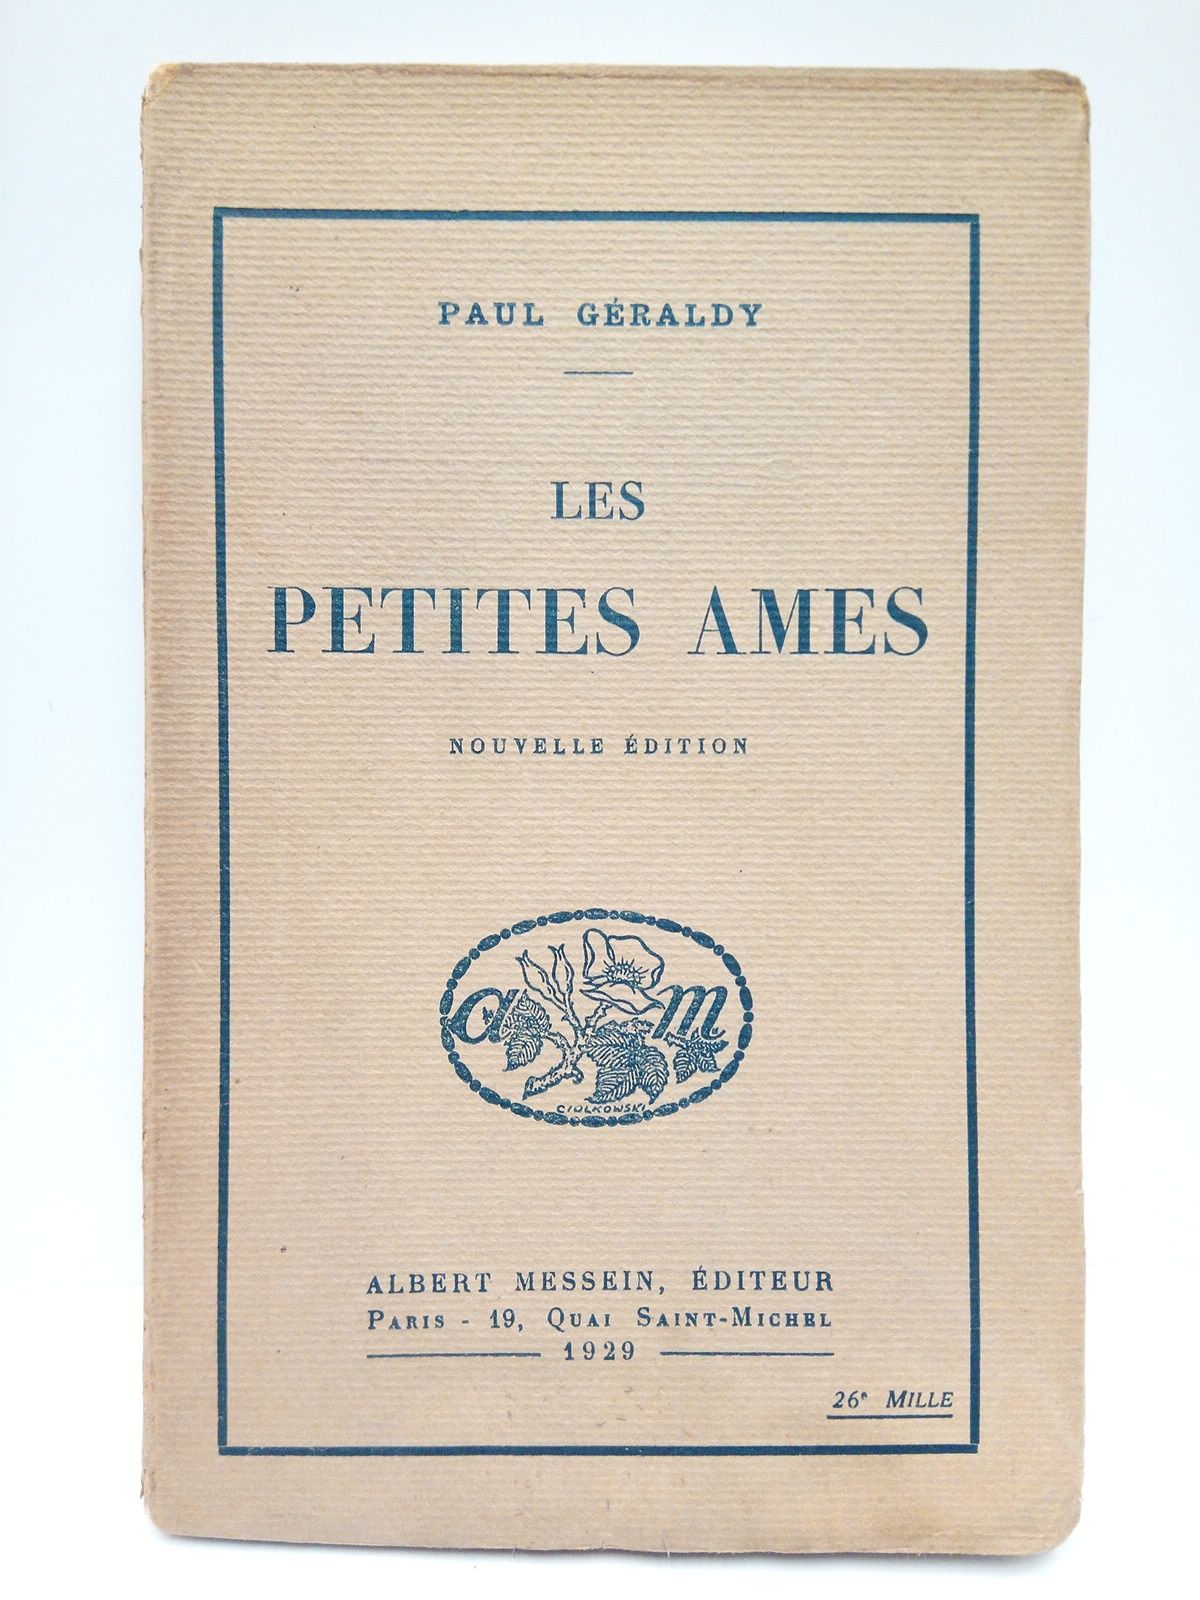 PAUL GÉRALDY
LES
PETITES AMES
NOUVELLE ÉDITION
a m
CIOLKOWSKI
ALBERT MESSEIN, ÉDITEUR
PARIS - 19, QUAI SAINT-MICHEL
1929
26e MILLE